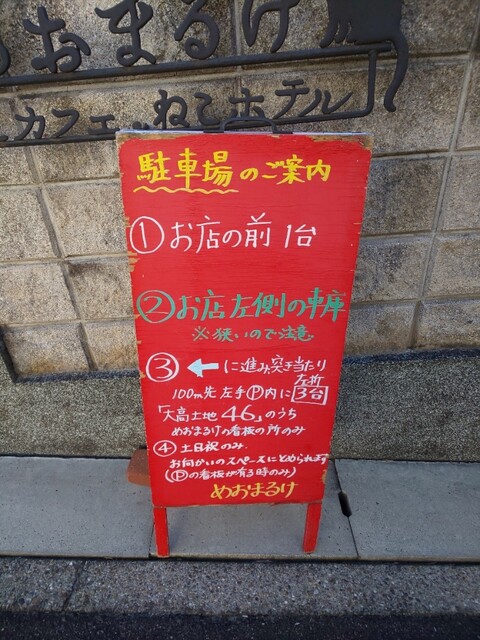 おまるけ
カフェ ねこホテル
駐車場のご案内
① お店の前 1台
② お店左側の車庫
※狭いので注意
③ ← に進み突き当たり
左折
100m先 左手Ⓟ内に 3台
「大高土地 46」のうち
めおまるけの看板の所のみ
④ 土日祝のみ
お向かいのスペースにとめられます
(Ⓟの看板が有る時のみ)
めおまるけ